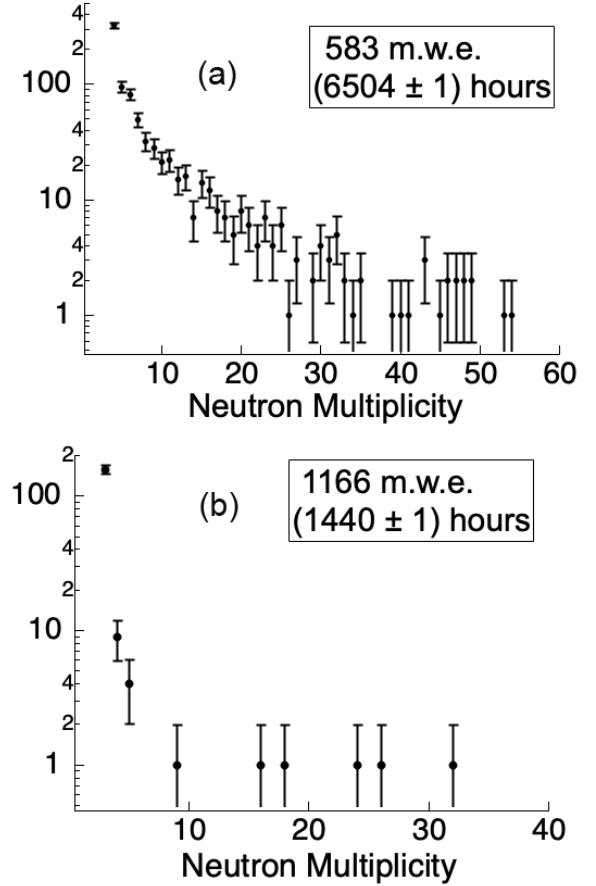 4
2
100
4
2
10
4
2
1
(a)
583 m.w.e.
(6504 ± 1) hours
10 20 30 40 50 60
Neutron Multiplicity
2
100
4
2
10
4
2
1
(b)
1166 m.w.e.
(1440 ± 1) hours
10 20 30 40
Neutron Multiplicity